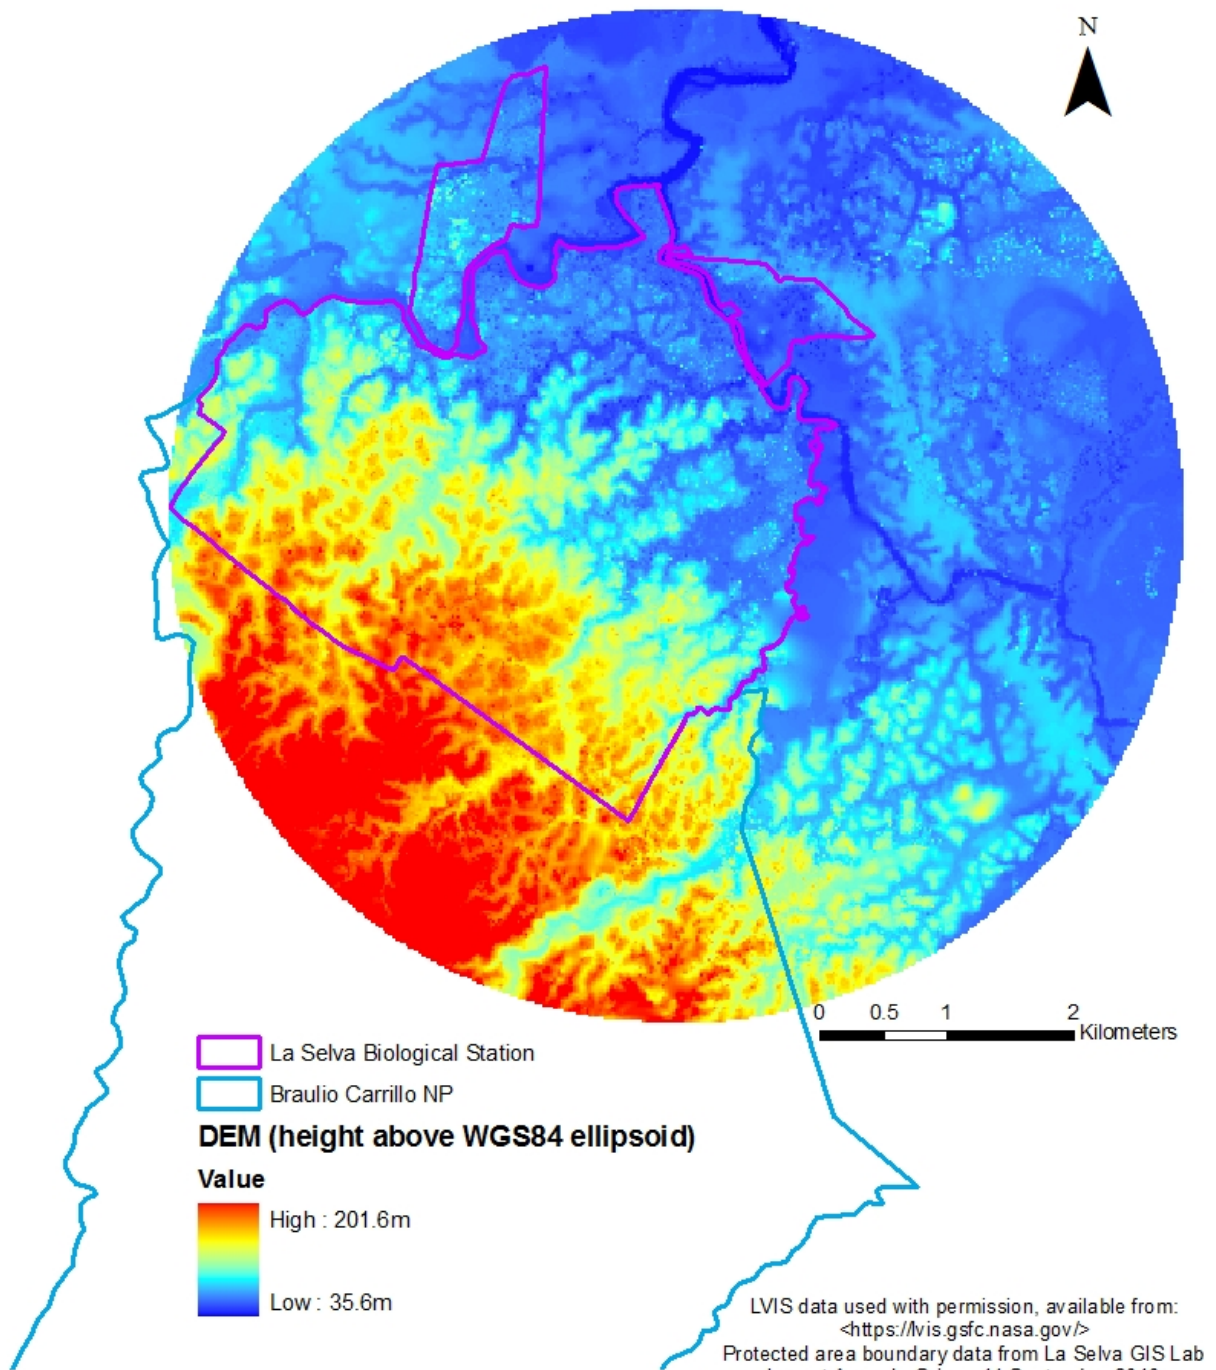 N
0 0.5 1 2
Kilometers
La Selva Biological Station
Braulio Carrillo NP
DEM (height above WGS84 ellipsoid)
Value
High : 201.6m
Low : 35.6m
LVIS data used with permission, available from:
<https://lvis.gsfc.nasa.gov/>
Protected area boundary data from La Selva GIS Lab